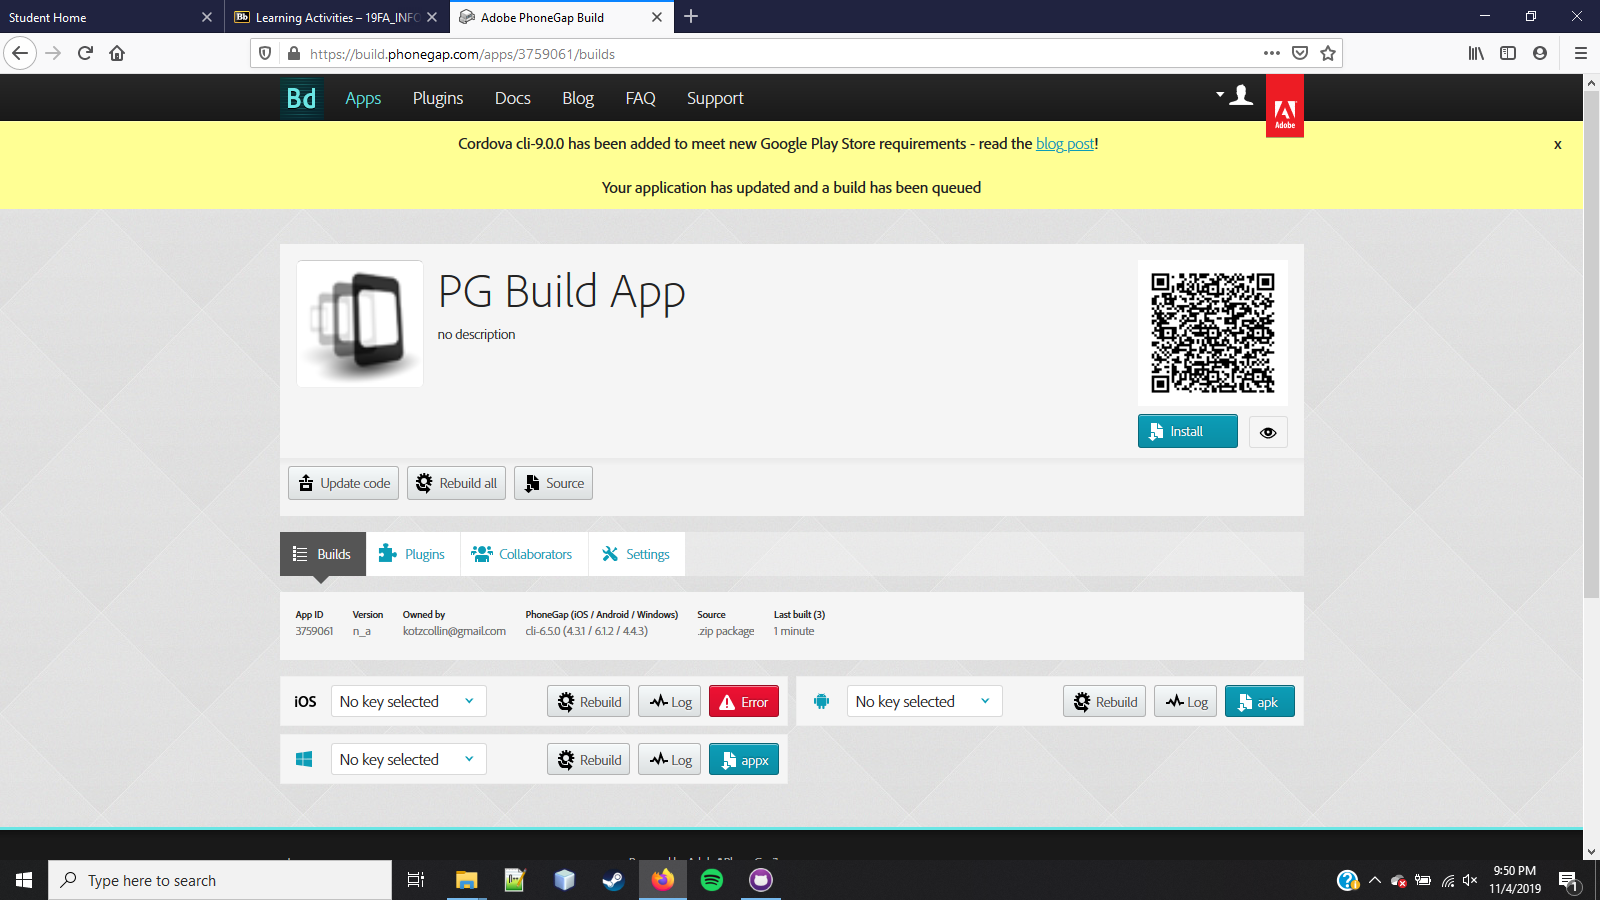 Student Home
Bb Learning Activities – 19FA_INFO
Adobe PhoneGap Build
https://build.phonegap.com/apps/3759061/builds
Bd Apps Plugins Docs Blog FAQ Support
Adobe
Cordova cli-9.0.0 has been added to meet new Google Play Store requirements - read the blog post!
x
Your application has updated and a build has been queued
PG Build App
no description
Install
Update code Rebuild all Source
Builds Plugins Collaborators Settings
App ID Version Owned by PhoneGap (iOS / Android / Windows) Source Last built (3)
3759061 n_a kotzcollin@gmail.com cli-6.5.0 (4.3.1 / 6.1.2 / 4.4.3) .zip package 1 minute
iOS No key selected Rebuild Log Error
No key selected Rebuild Log apk
No key selected Rebuild Log appx
Type here to search
9:50 PM
11/4/2019
1